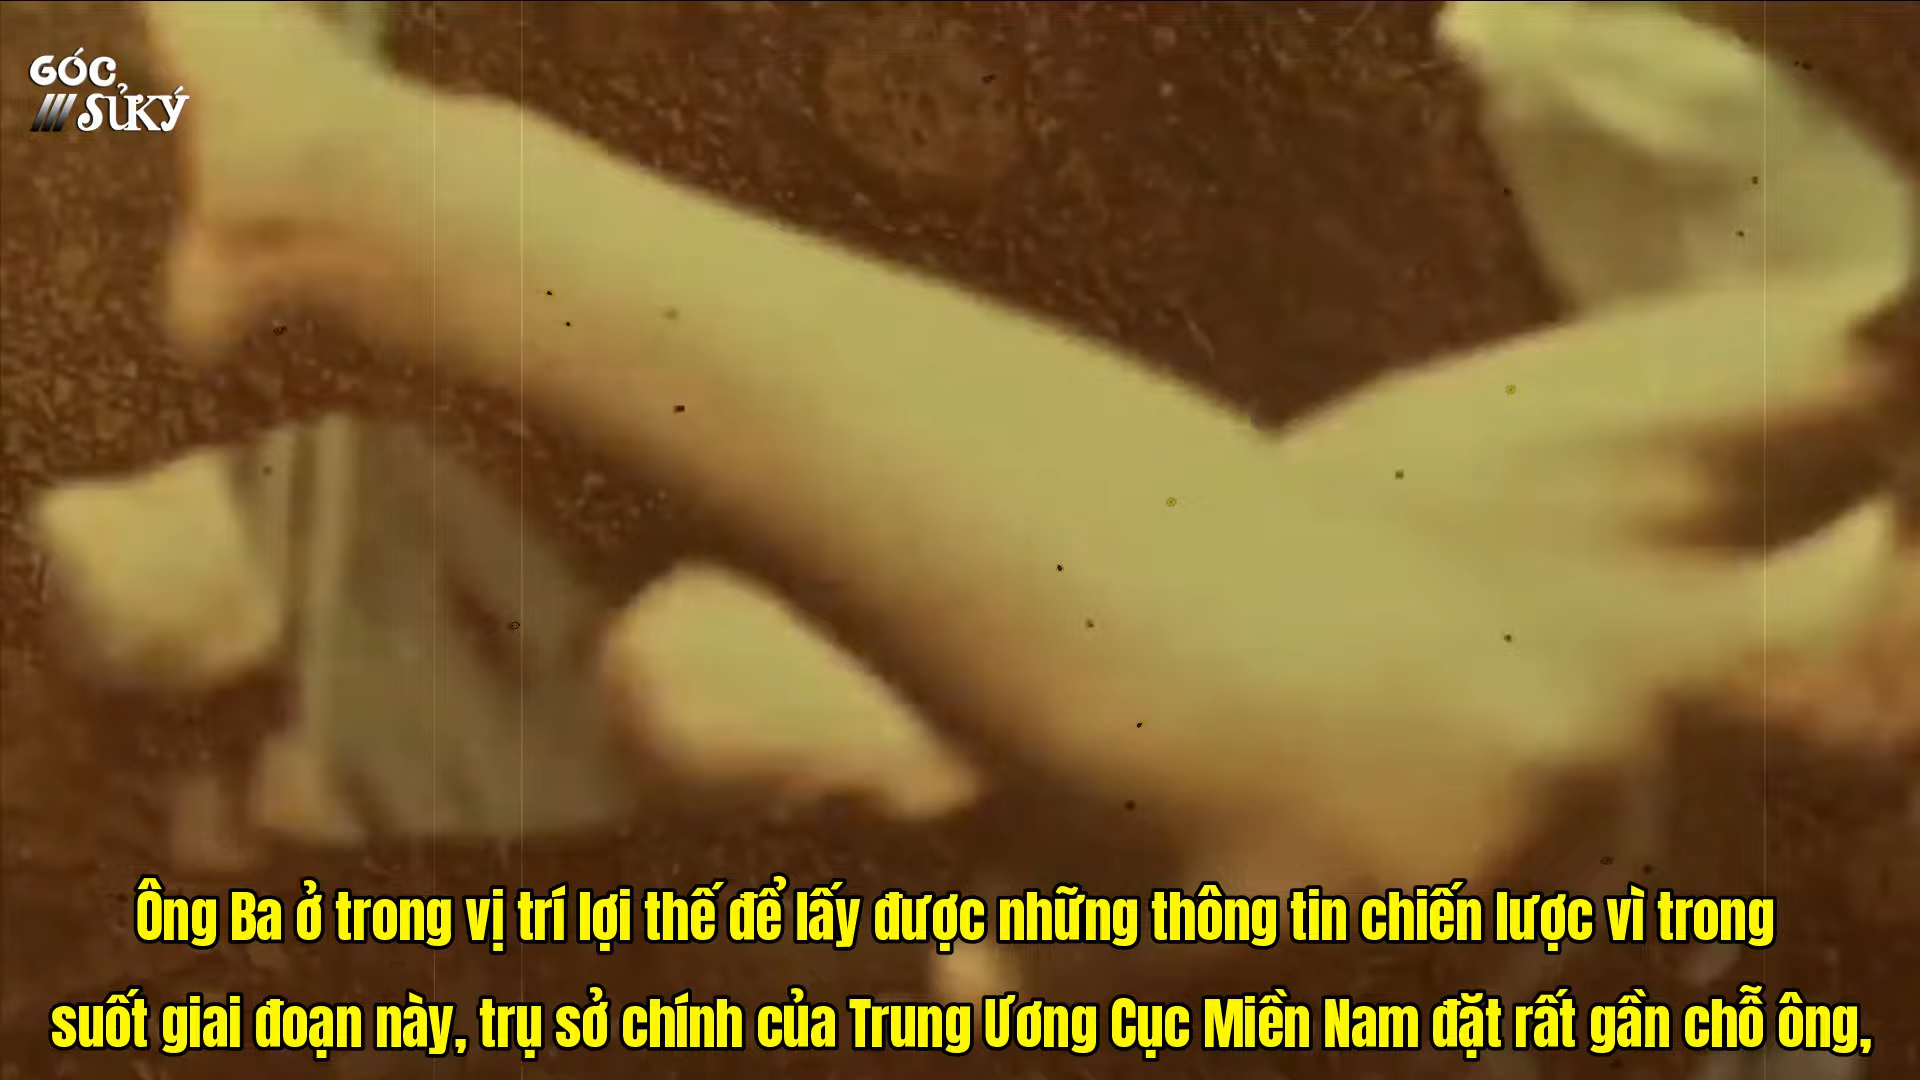 GÓC
SỬ KÝ
Ông Ba ở trong vị trí lợi thế để lấy được những thông tin chiến lược vì trong
suốt giai đoạn này, trụ sở chính của Trung Ương Cục Miền Nam đặt rất gần chỗ ông,